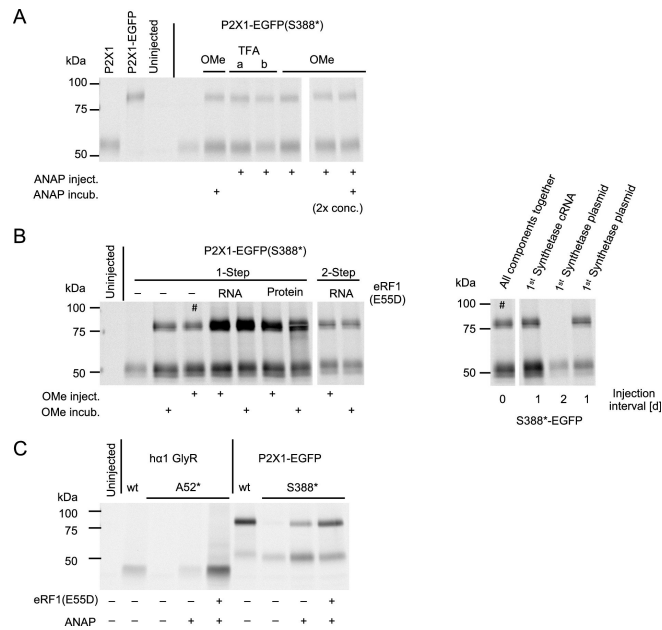 A
P2X1
P2X1-EGFP
Uninjected
P2X1-EGFP(S388*)
OMe
TFA
a b
OMe
kDa
100
75
50
ANAP inject. + + + + +
ANAP incub. + +
(2x conc.)
B
Uninjected
P2X1-EGFP(S388*)
1-Step
2-Step
– – – RNA Protein RNA
eRF1
(E55D)
kDa
#
100
75
50
OMe inject. + + + +
OMe incub. + + + +
All components together
1st Synthetase cRNA
1st Synthetase plasmid
1st Synthetase plasmid
kDa
#
100
75
50
0 1 2 1
Injection
interval [d]
S388*-EGFP
C
Uninjected
hα1 GlyR
P2X1-EGFP
wt A52* wt S388*
kDa
100
75
50
eRF1(E55D) – – – – + – – – +
ANAP – – – + + – – + +